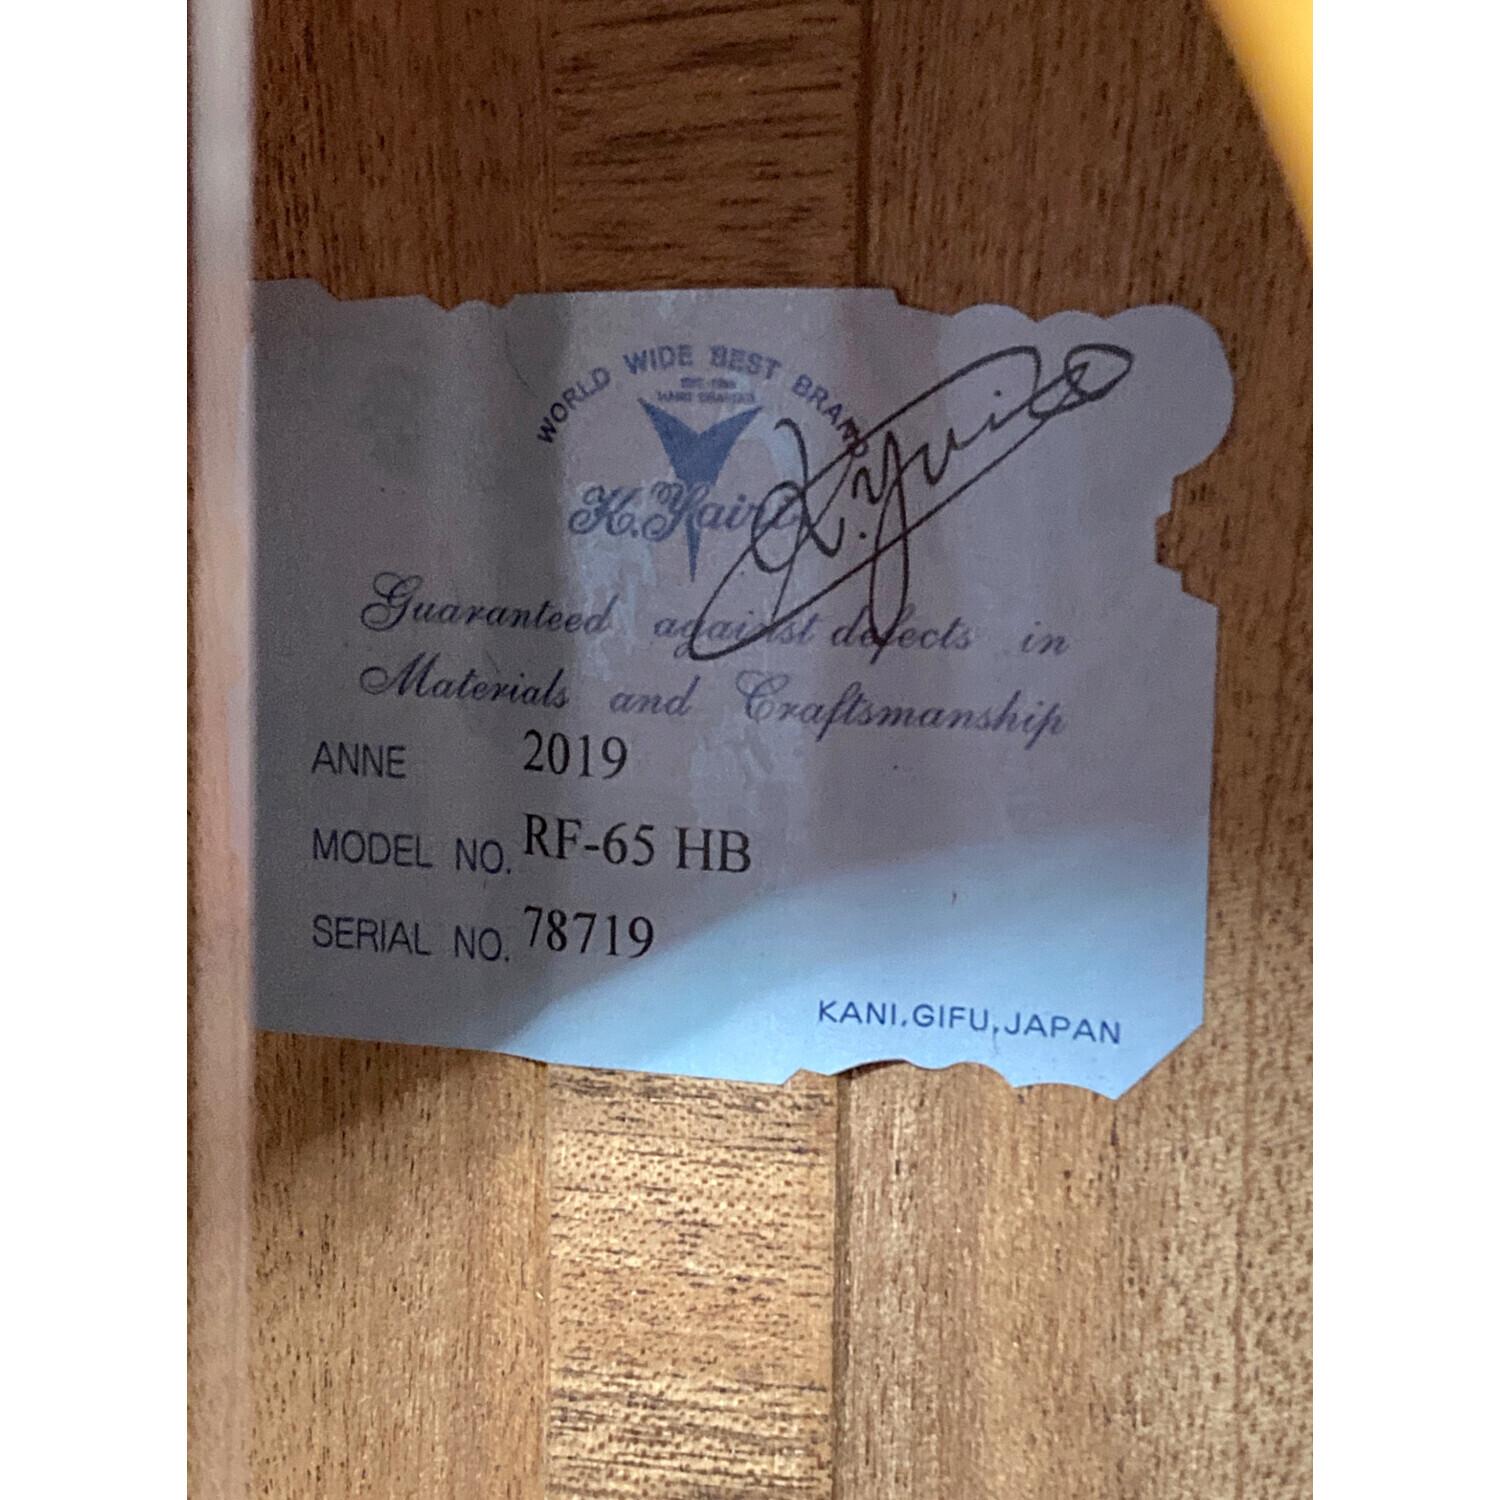 WORLD WIDE BEST BRAND
K.Yairi
K.Yairi
Guaranteed against defects in
Materials and Craftsmanship
ANNE 2019
MODEL NO. RF-65 HB
SERIAL NO. 78719
KANI.GIFU,JAPAN